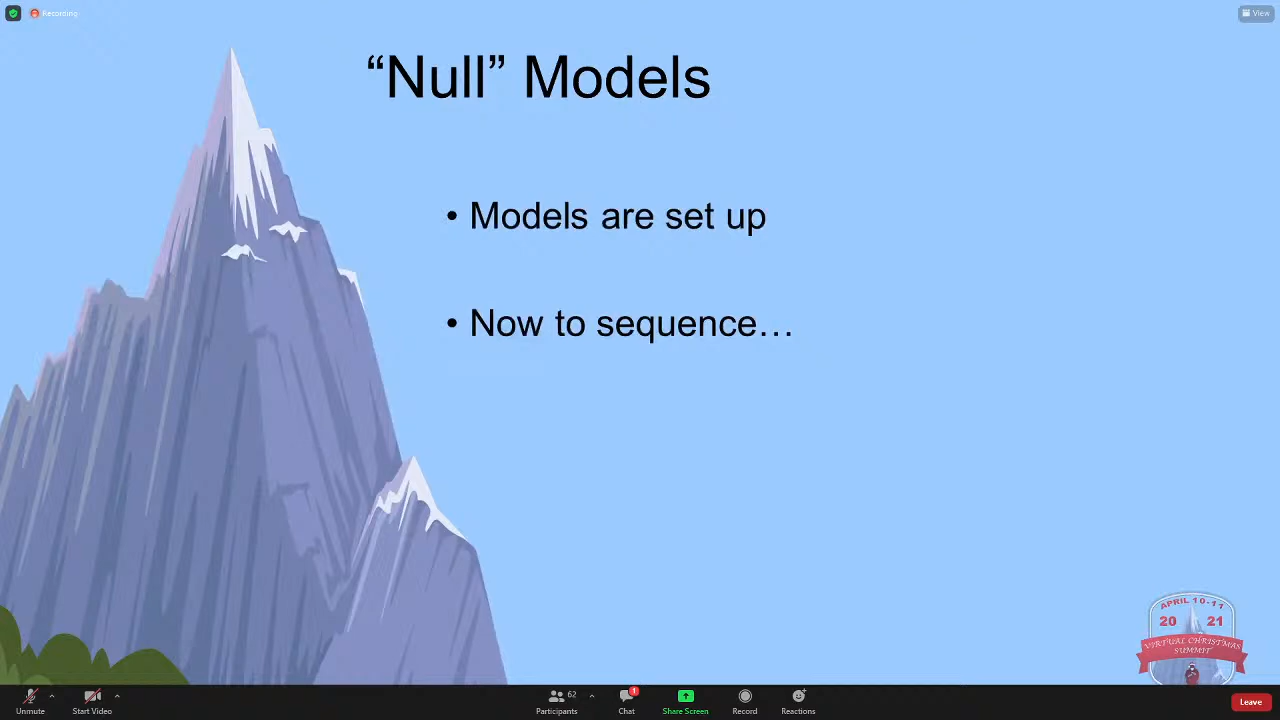 Recording
View
“Null” Models
• Models are set up
• Now to sequence…
APRIL 10-11
20 21
VIRTUAL CHRISTMAS
SUMMIT
Unmute
Start Video
62
Participants
1
Chat
Share Screen
Record
Reactions
Leave